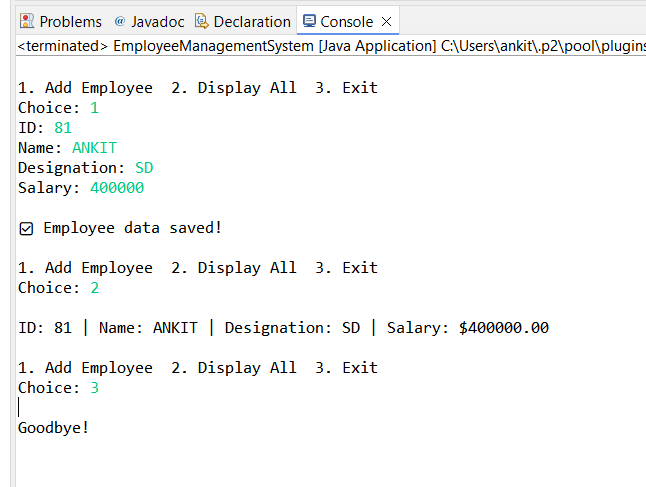 Problems @ Javadoc Declaration Console
<terminated> EmployeeManagementSystem [Java Application] C:\Users\ankit\.p2\pool\plugins
1. Add Employee  2. Display All  3. Exit
Choice: 1
ID: 81
Name: ANKIT
Designation: SD
Salary: 400000
☑ Employee data saved!
1. Add Employee  2. Display All  3. Exit
Choice: 2
ID: 81 | Name: ANKIT | Designation: SD | Salary: $400000.00
1. Add Employee  2. Display All  3. Exit
Choice: 3
Goodbye!